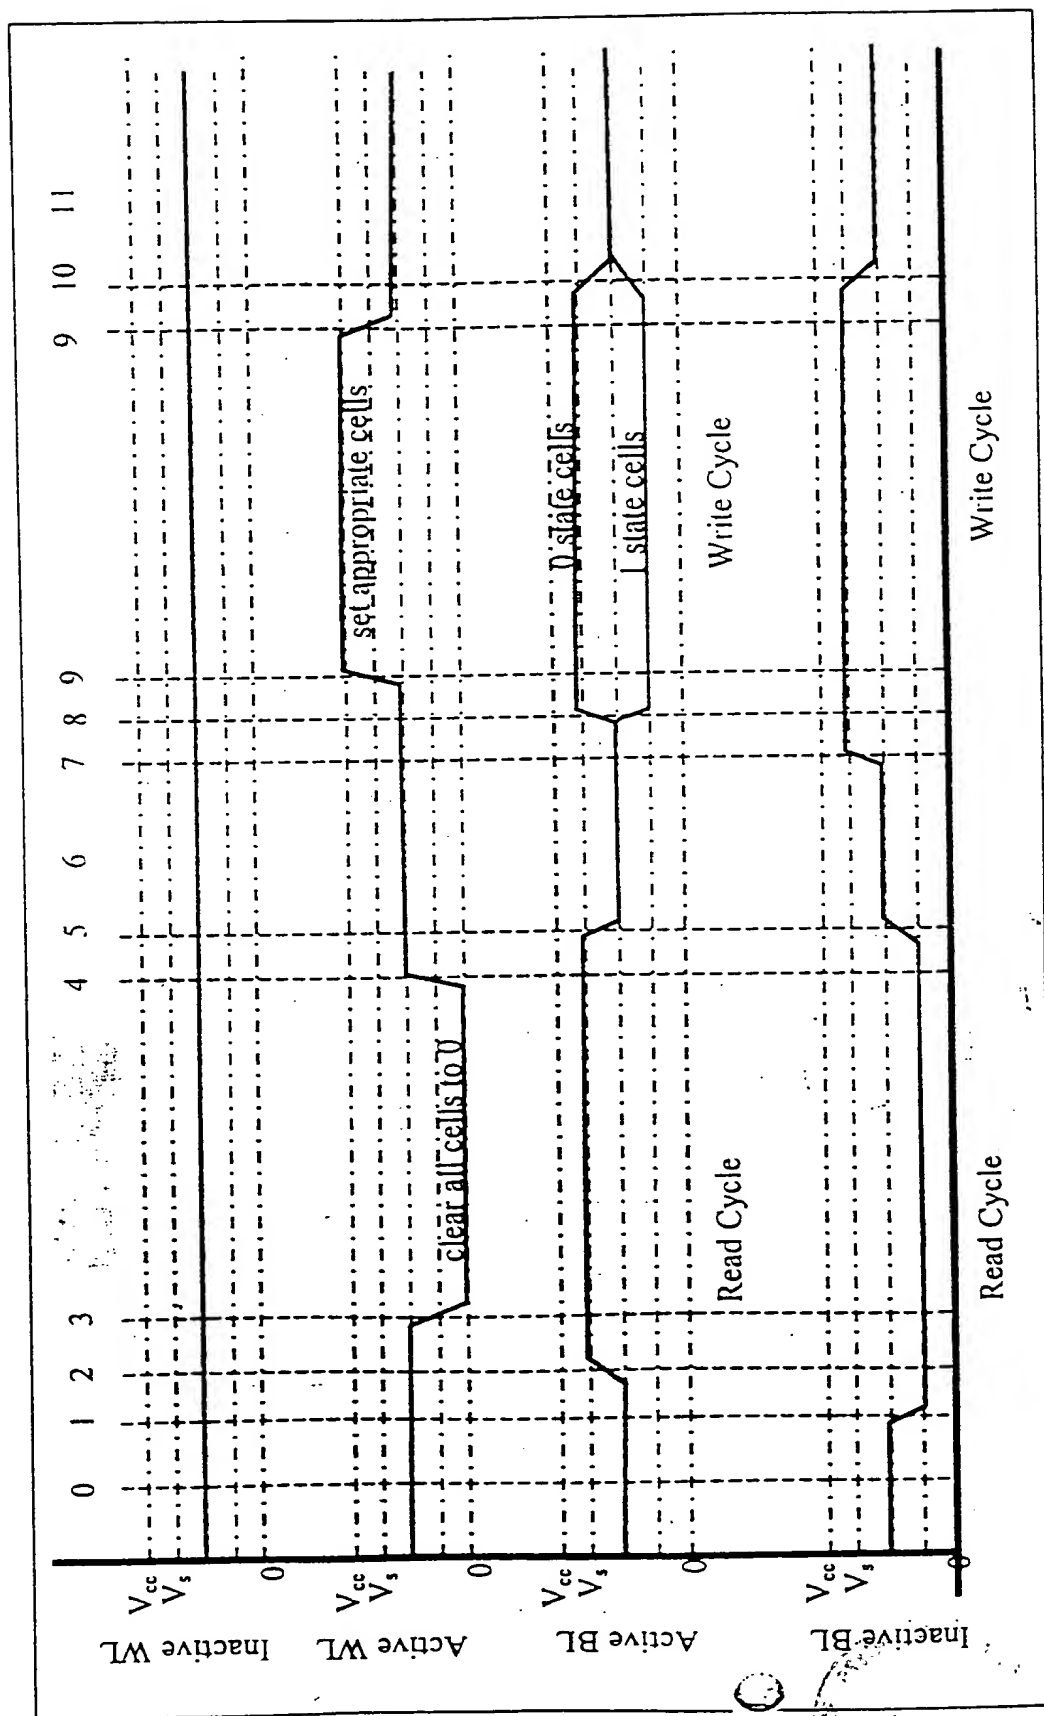 0 1 2 3 4 5 6 7 8 9 9 10 11
Inactive WL
Vcc
Vs
0
Active WL
Vcc
Vs
0
clear all cells to 0
set appropriate cells
Active BL
Vcc
Vs
0
0 state cells
1 state cells
Read Cycle
Write Cycle
Inactive BL
Vcc
Vs
0
Read Cycle
Write Cycle